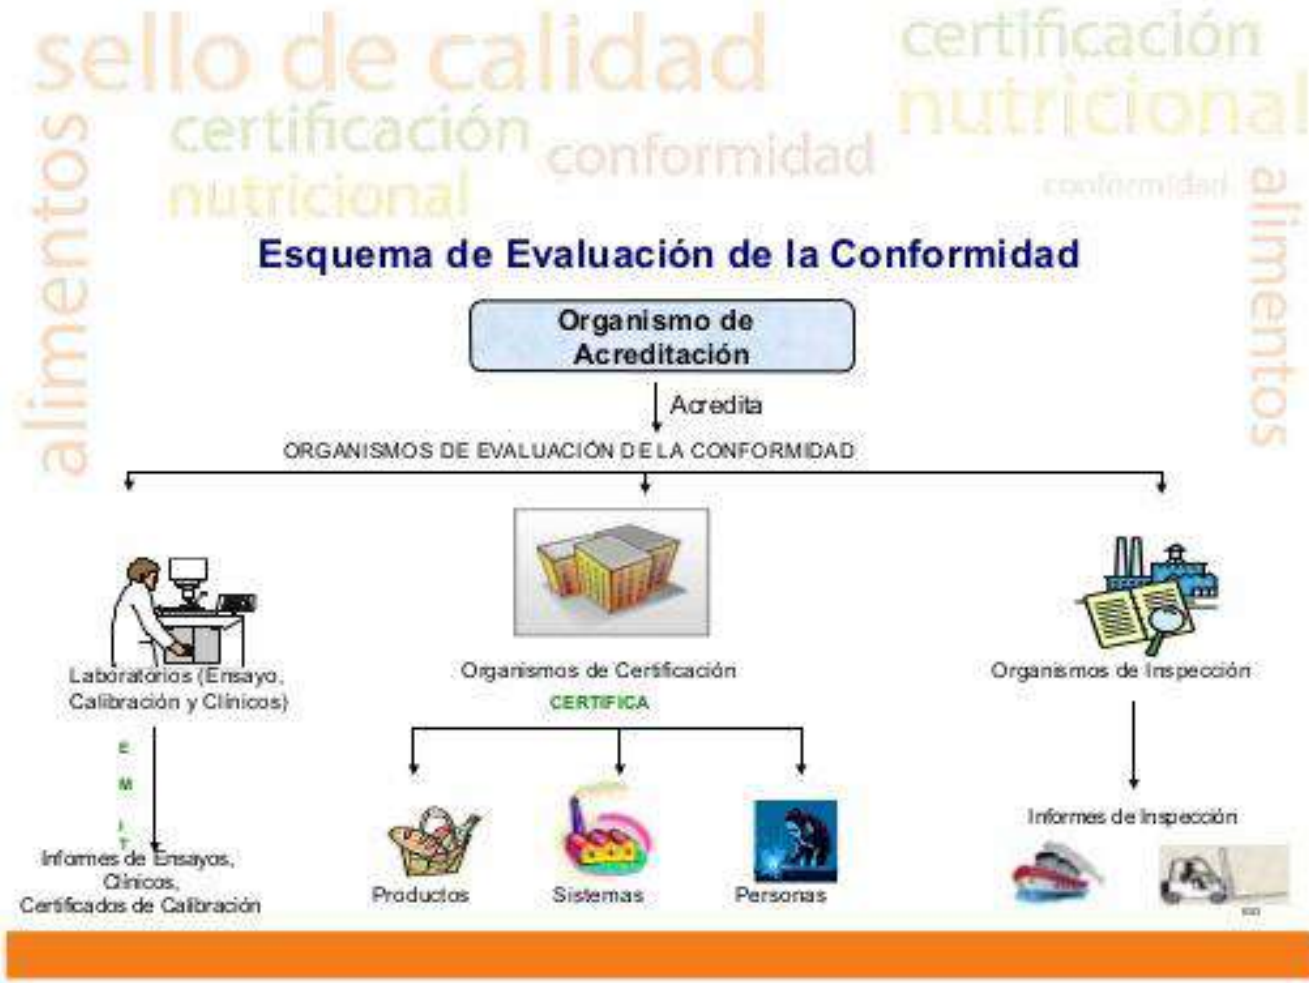 sello de calidad
certificación
nutricional
certificación
nutricional
conformidad
conformidad
alimentos
alimentos
Esquema de Evaluación de la Conformidad
Organismo de
Acreditación
Acredita
ORGANISMOS DE EVALUACIÓN DE LA CONFORMIDAD
Laboratorios (Ensayo,
Calibración y Clínicos)
Organismos de Certificación
CERTIFICA
Organismos de Inspección
E
M
I
T
Informes de Ensayos,
Clínicos,
Certificados de Calibración
Productos
Sistemas
Personas
Informes de Inspección